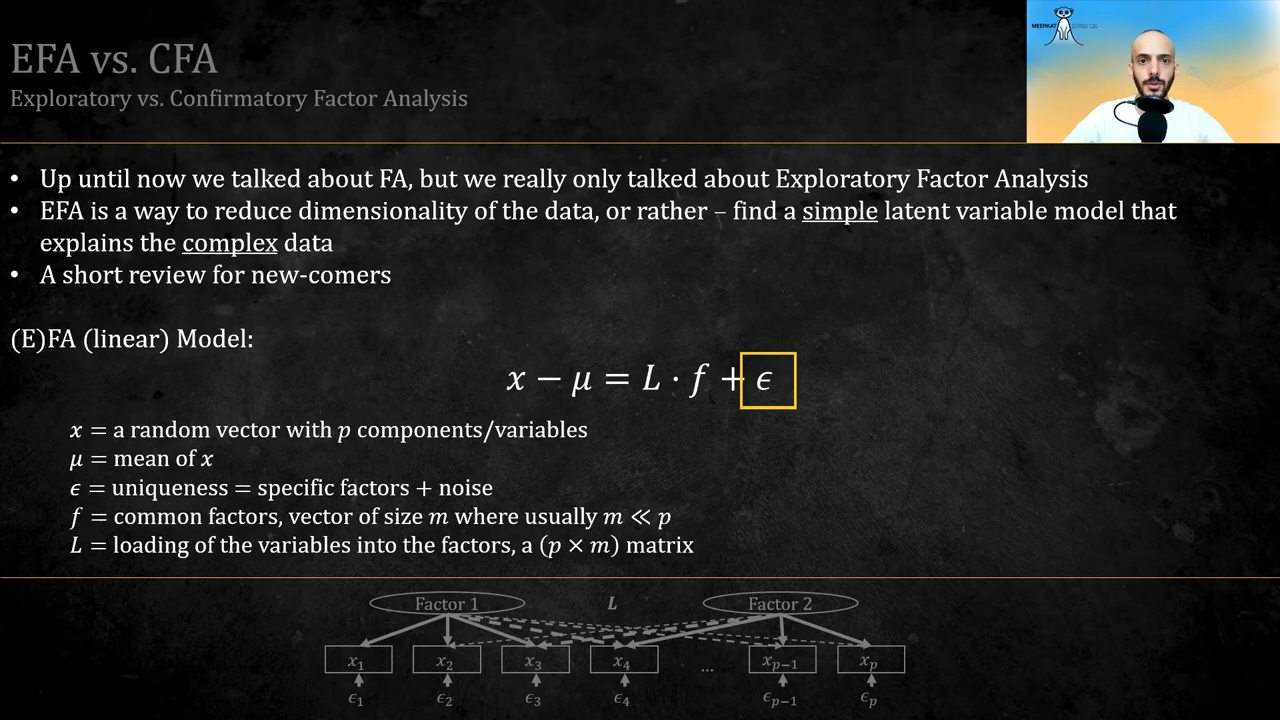 EFA vs. CFA
Exploratory vs. Confirmatory Factor Analysis
MEERKAT
• Up until now we talked about FA, but we really only talked about Exploratory Factor Analysis
• EFA is a way to reduce dimensionality of the data, or rather – find a simple latent variable model that
explains the complex data
• A short review for new-comers
(E)FA (linear) Model:
x − μ = L · f + ϵ
x = a random vector with p components/variables
μ = mean of x
ϵ = uniqueness = specific factors + noise
f = common factors, vector of size m where usually m ≪ p
L = loading of the variables into the factors, a (p × m) matrix
Factor 1 L Factor 2
x₁ x₂ x₃ x₄ ... xₚ₋₁ xₚ
ϵ₁ ϵ₂ ϵ₃ ϵ₄ ϵₚ₋₁ ϵₚ